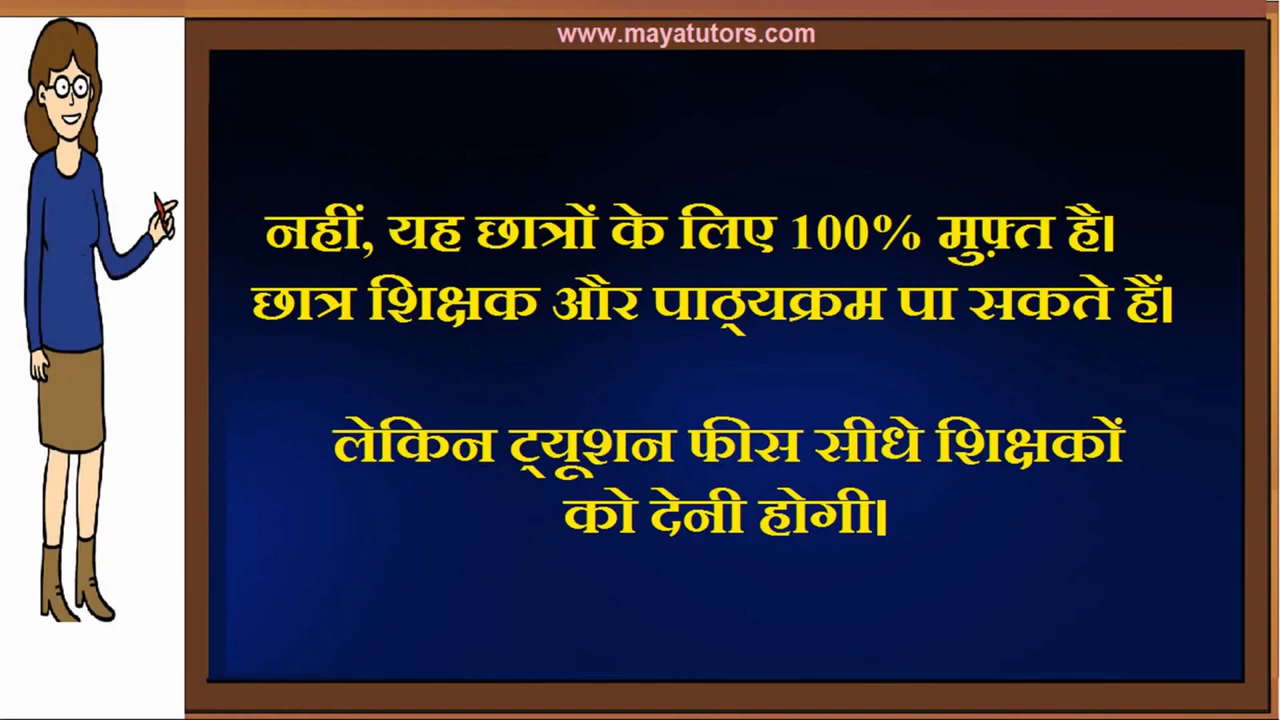 www.mayatutors.com
नहीं, यह छात्रों के लिए 100% मुफ़्त है।
छात्र शिक्षक और पाठ्यक्रम पा सकते हैं।
लेकिन ट्यूशन फीस सीधे शिक्षकों
को देनी होगी।